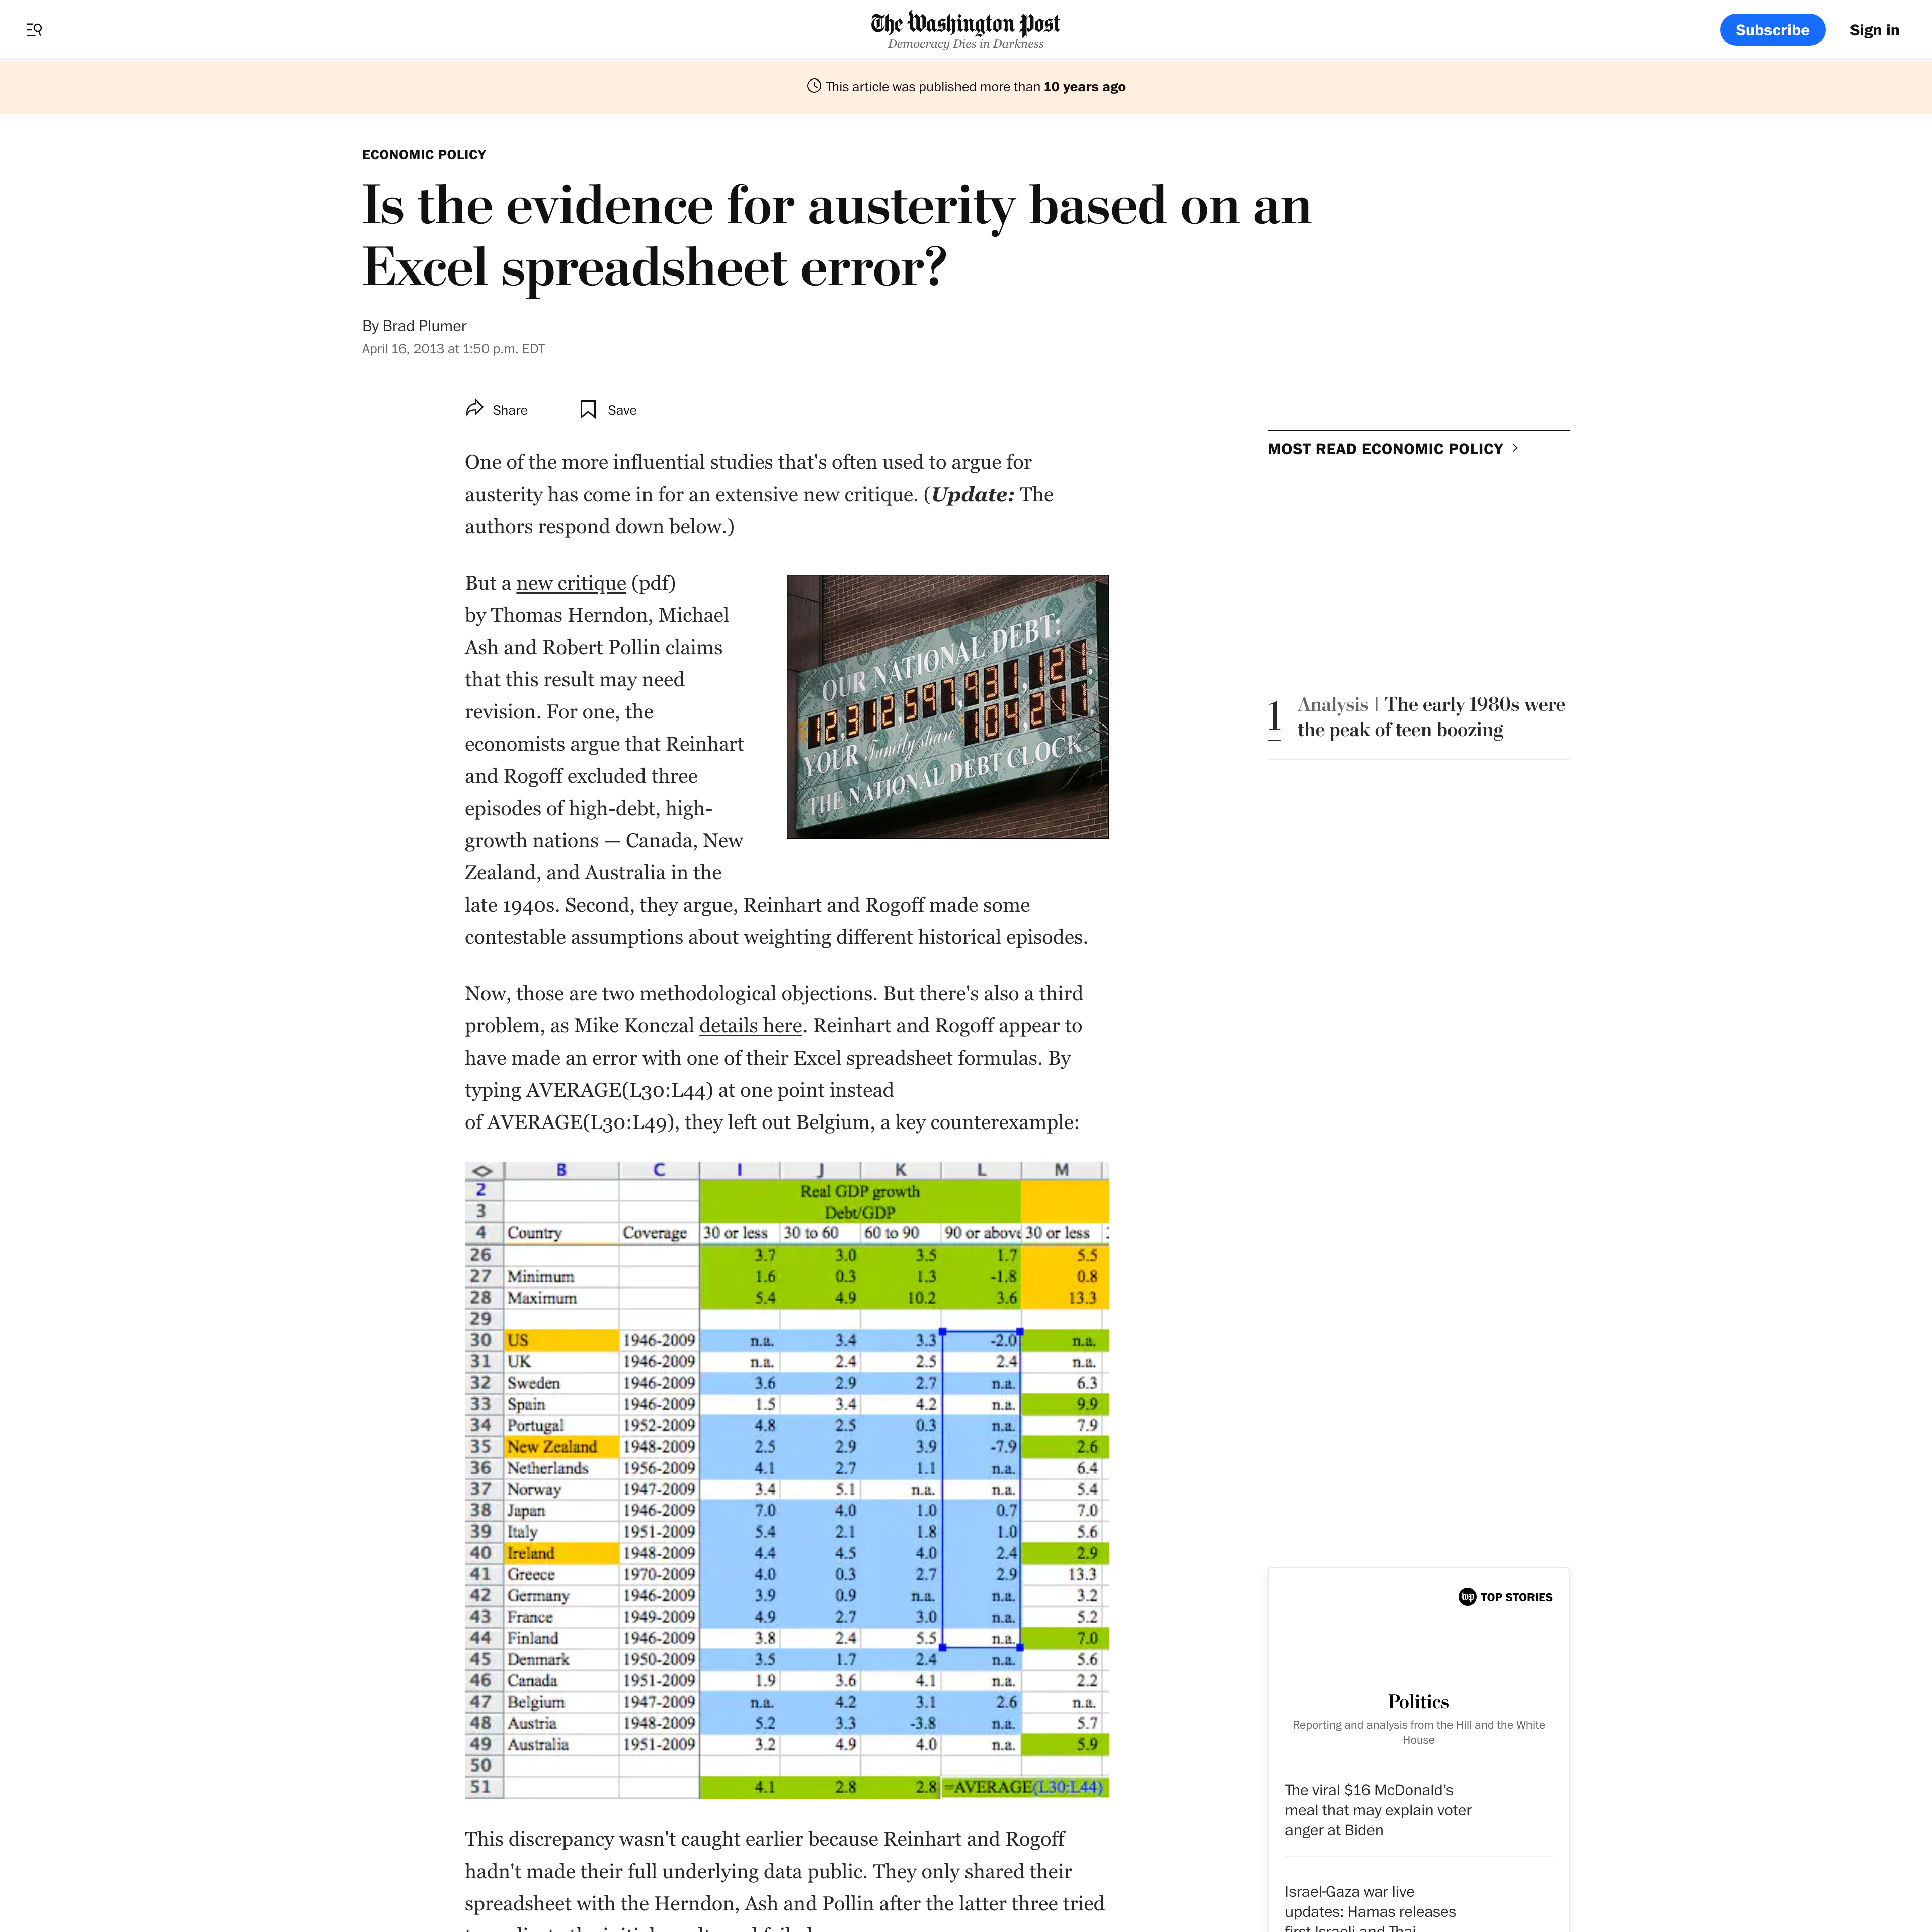 The Washington Post
Democracy Dies in Darkness
Subscribe
Sign in
This article was published more than 10 years ago
ECONOMIC POLICY
Is the evidence for austerity based on an
Excel spreadsheet error?
By Brad Plumer
April 16, 2013 at 1:50 p.m. EDT
Share
Save
One of the more influential studies that's often used to argue for
austerity has come in for an extensive new critique. (Update: The
authors respond down below.)
But a new critique (pdf)
by Thomas Herndon, Michael
Ash and Robert Pollin claims
that this result may need
revision. For one, the
economists argue that Reinhart
and Rogoff excluded three
episodes of high-debt, high-
growth nations — Canada, New
Zealand, and Australia in the
late 1940s. Second, they argue, Reinhart and Rogoff made some
contestable assumptions about weighting different historical episodes.
OUR NATIONAL DEBT:
12,312,597,931,121.
YOUR Family share 104,211.
THE NATIONAL DEBT CLOCK
Now, those are two methodological objections. But there's also a third
problem, as Mike Konczal details here. Reinhart and Rogoff appear to
have made an error with one of their Excel spreadsheet formulas. By
typing AVERAGE(L30:L44) at one point instead
of AVERAGE(L30:L49), they left out Belgium, a key counterexample:
B C I J K L M
2 Real GDP growth
3 Debt/GDP
4 Country Coverage 30 or less 30 to 60 60 to 90 90 or above 30 or less
26 3.7 3.0 3.5 1.7 5.5
27 Minimum 1.6 0.3 1.3 -1.8 0.8
28 Maximum 5.4 4.9 10.2 3.6 13.3
29
30 US 1946-2009 n.a. 3.4 3.3 -2.0 n.a.
31 UK 1946-2009 n.a. 2.4 2.5 2.4 n.a.
32 Sweden 1946-2009 3.6 2.9 2.7 n.a. 6.3
33 Spain 1946-2009 1.5 3.4 4.2 n.a. 9.9
34 Portugal 1952-2009 4.8 2.5 0.3 n.a. 7.9
35 New Zealand 1948-2009 2.5 2.9 3.9 -7.9 2.6
36 Netherlands 1956-2009 4.1 2.7 1.1 n.a. 6.4
37 Norway 1947-2009 3.4 5.1 n.a. n.a. 5.4
38 Japan 1946-2009 7.0 4.0 1.0 0.7 7.0
39 Italy 1951-2009 5.4 2.1 1.8 1.0 5.6
40 Ireland 1948-2009 4.4 4.5 4.0 2.4 2.9
41 Greece 1970-2009 4.0 0.3 2.7 2.9 13.3
42 Germany 1946-2009 3.9 0.9 n.a. n.a. 3.2
43 France 1949-2009 4.9 2.7 3.0 n.a. 5.2
44 Finland 1946-2009 3.8 2.4 5.5 n.a. 7.0
45 Denmark 1950-2009 3.5 1.7 2.4 n.a. 5.6
46 Canada 1951-2009 1.9 3.6 4.1 n.a. 2.2
47 Belgium 1947-2009 n.a. 4.2 3.1 2.6 n.a.
48 Austria 1948-2009 5.2 3.3 -3.8 n.a. 5.7
49 Australia 1951-2009 3.2 4.9 4.0 n.a. 5.9
50
51 4.1 2.8 2.8 =AVERAGE(L30:L44)
This discrepancy wasn't caught earlier because Reinhart and Rogoff
hadn't made their full underlying data public. They only shared their
spreadsheet with the Herndon, Ash and Pollin after the latter three tried
MOST READ ECONOMIC POLICY
1 Analysis | The early 1980s were
the peak of teen boozing
wp TOP STORIES
Politics
Reporting and analysis from the Hill and the White
House
The viral $16 McDonald's
meal that may explain voter
anger at Biden
Israel-Gaza war live
updates: Hamas releases
first Israeli and Thai